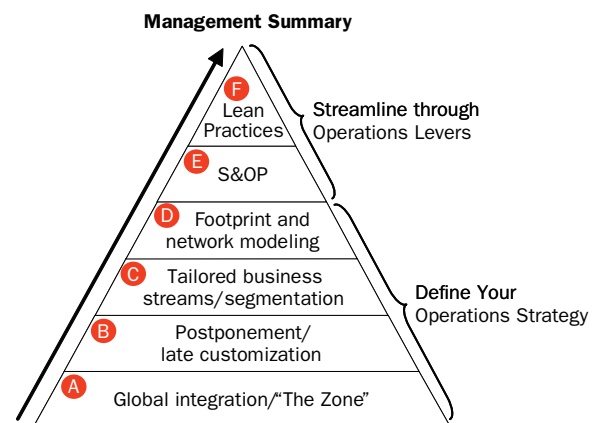 Management Summary
F
Lean
Practices
Streamline through
Operations Levers
E
S&OP
D
Footprint and
network modeling
C
Tailored business
streams/segmentation
Define Your
Operations Strategy
B
Postponement/
late customization
A
Global integration/“The Zone”